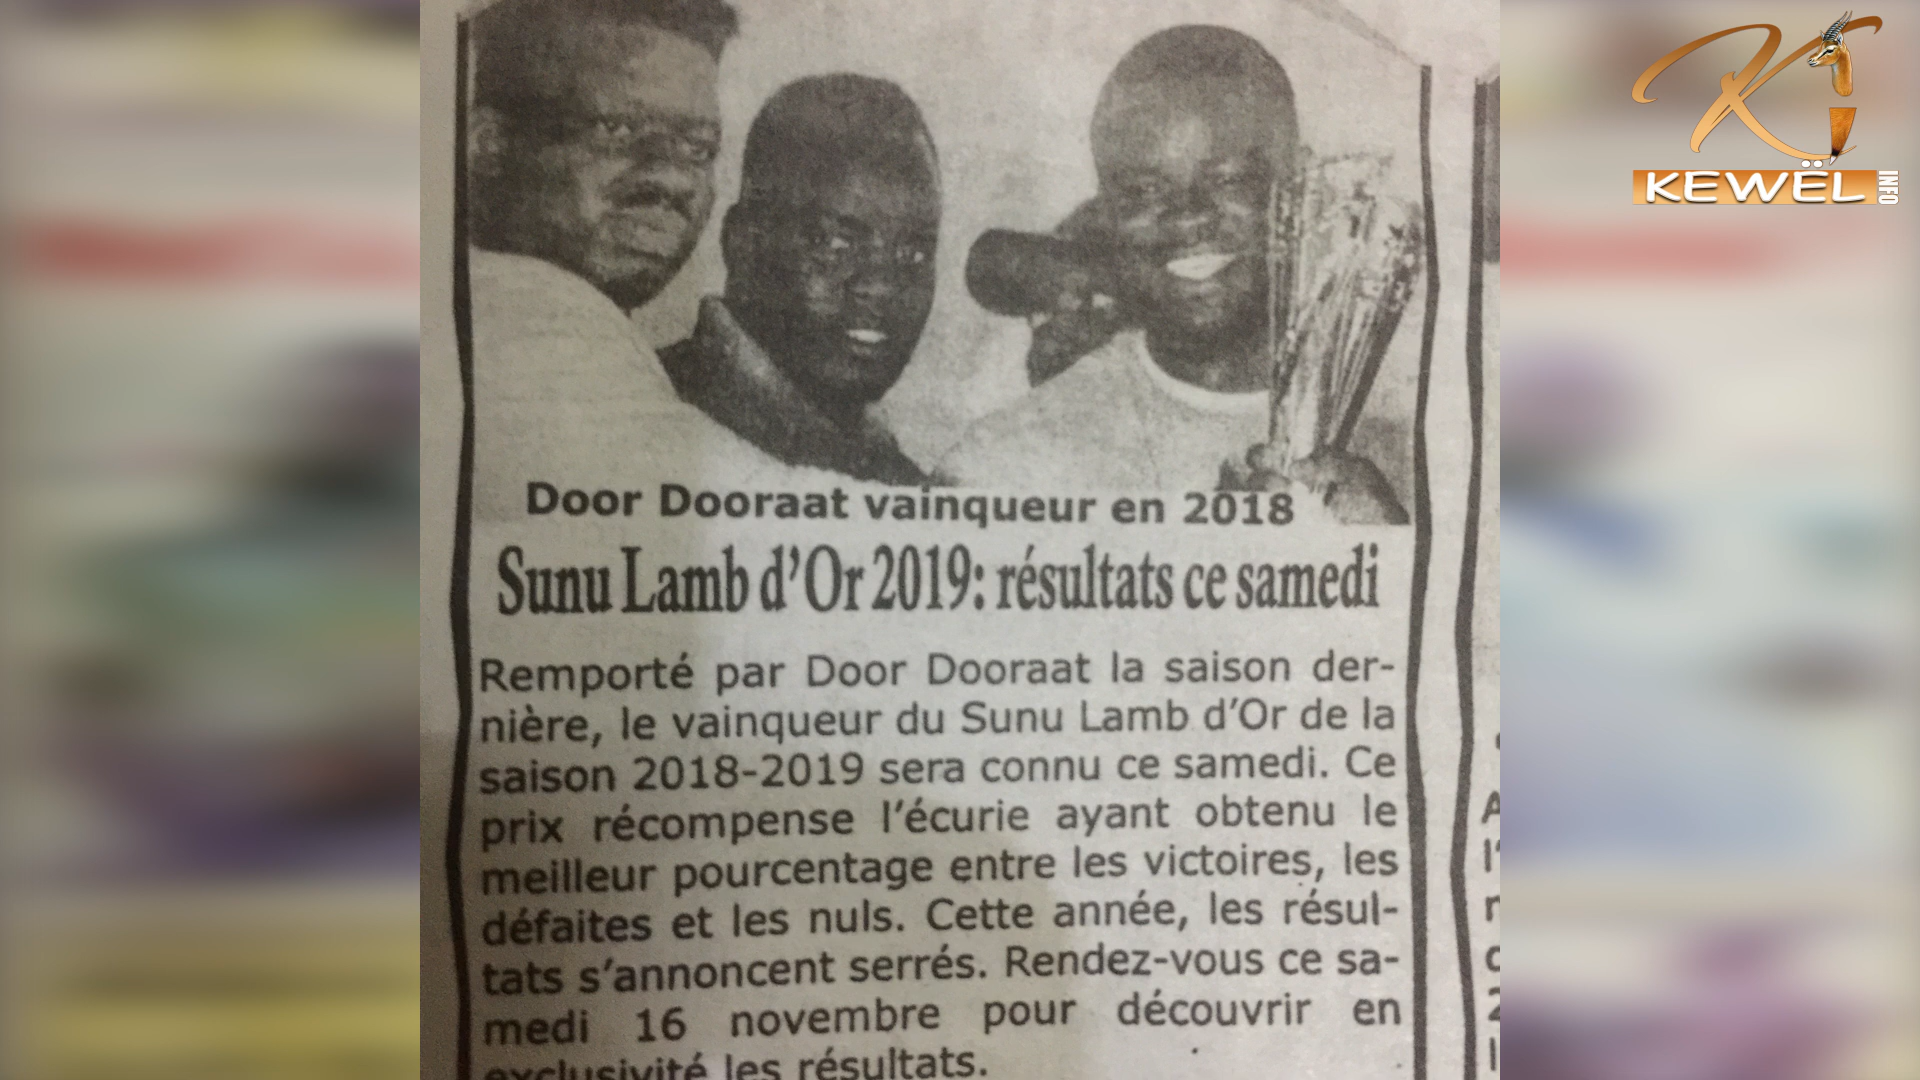 KEWËL INFO
Door Dooraat vainqueur en 2018
Sunu Lamb d'Or 2019: résultats ce samedi
Remporté par Door Dooraat la saison der-
nière, le vainqueur du Sunu Lamb d'Or de la
saison 2018-2019 sera connu ce samedi. Ce
prix récompense l'écurie ayant obtenu le
meilleur pourcentage entre les victoires, les
défaites et les nuls. Cette année, les résul-
tats s'annoncent serrés. Rendez-vous ce sa-
medi 16 novembre pour découvrir en
exclusivité les résultats.